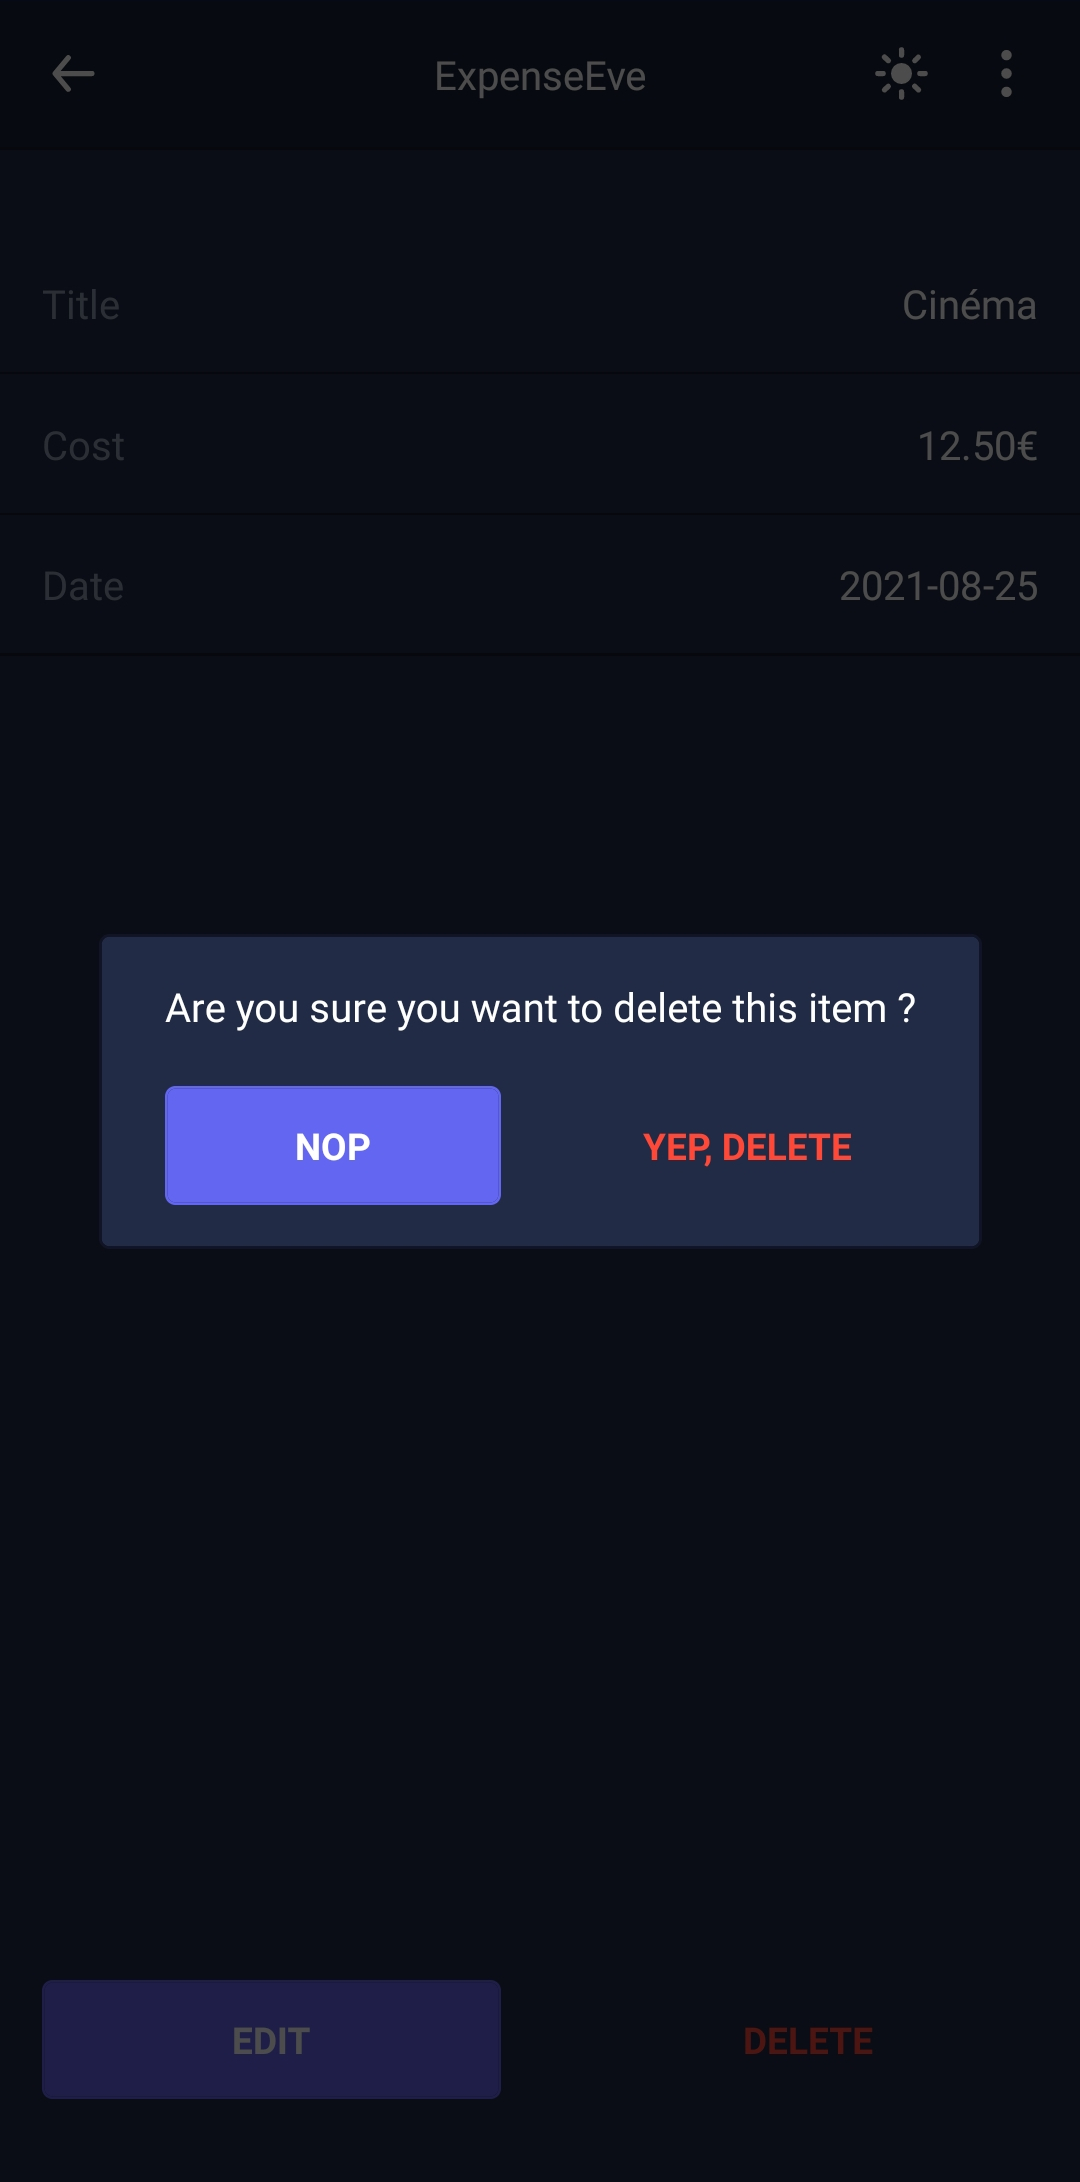 ExpenseEve
Title Cinéma
Cost 12.50€
Date 2021-08-25
Are you sure you want to delete this item ?
NOP YEP, DELETE
EDIT DELETE